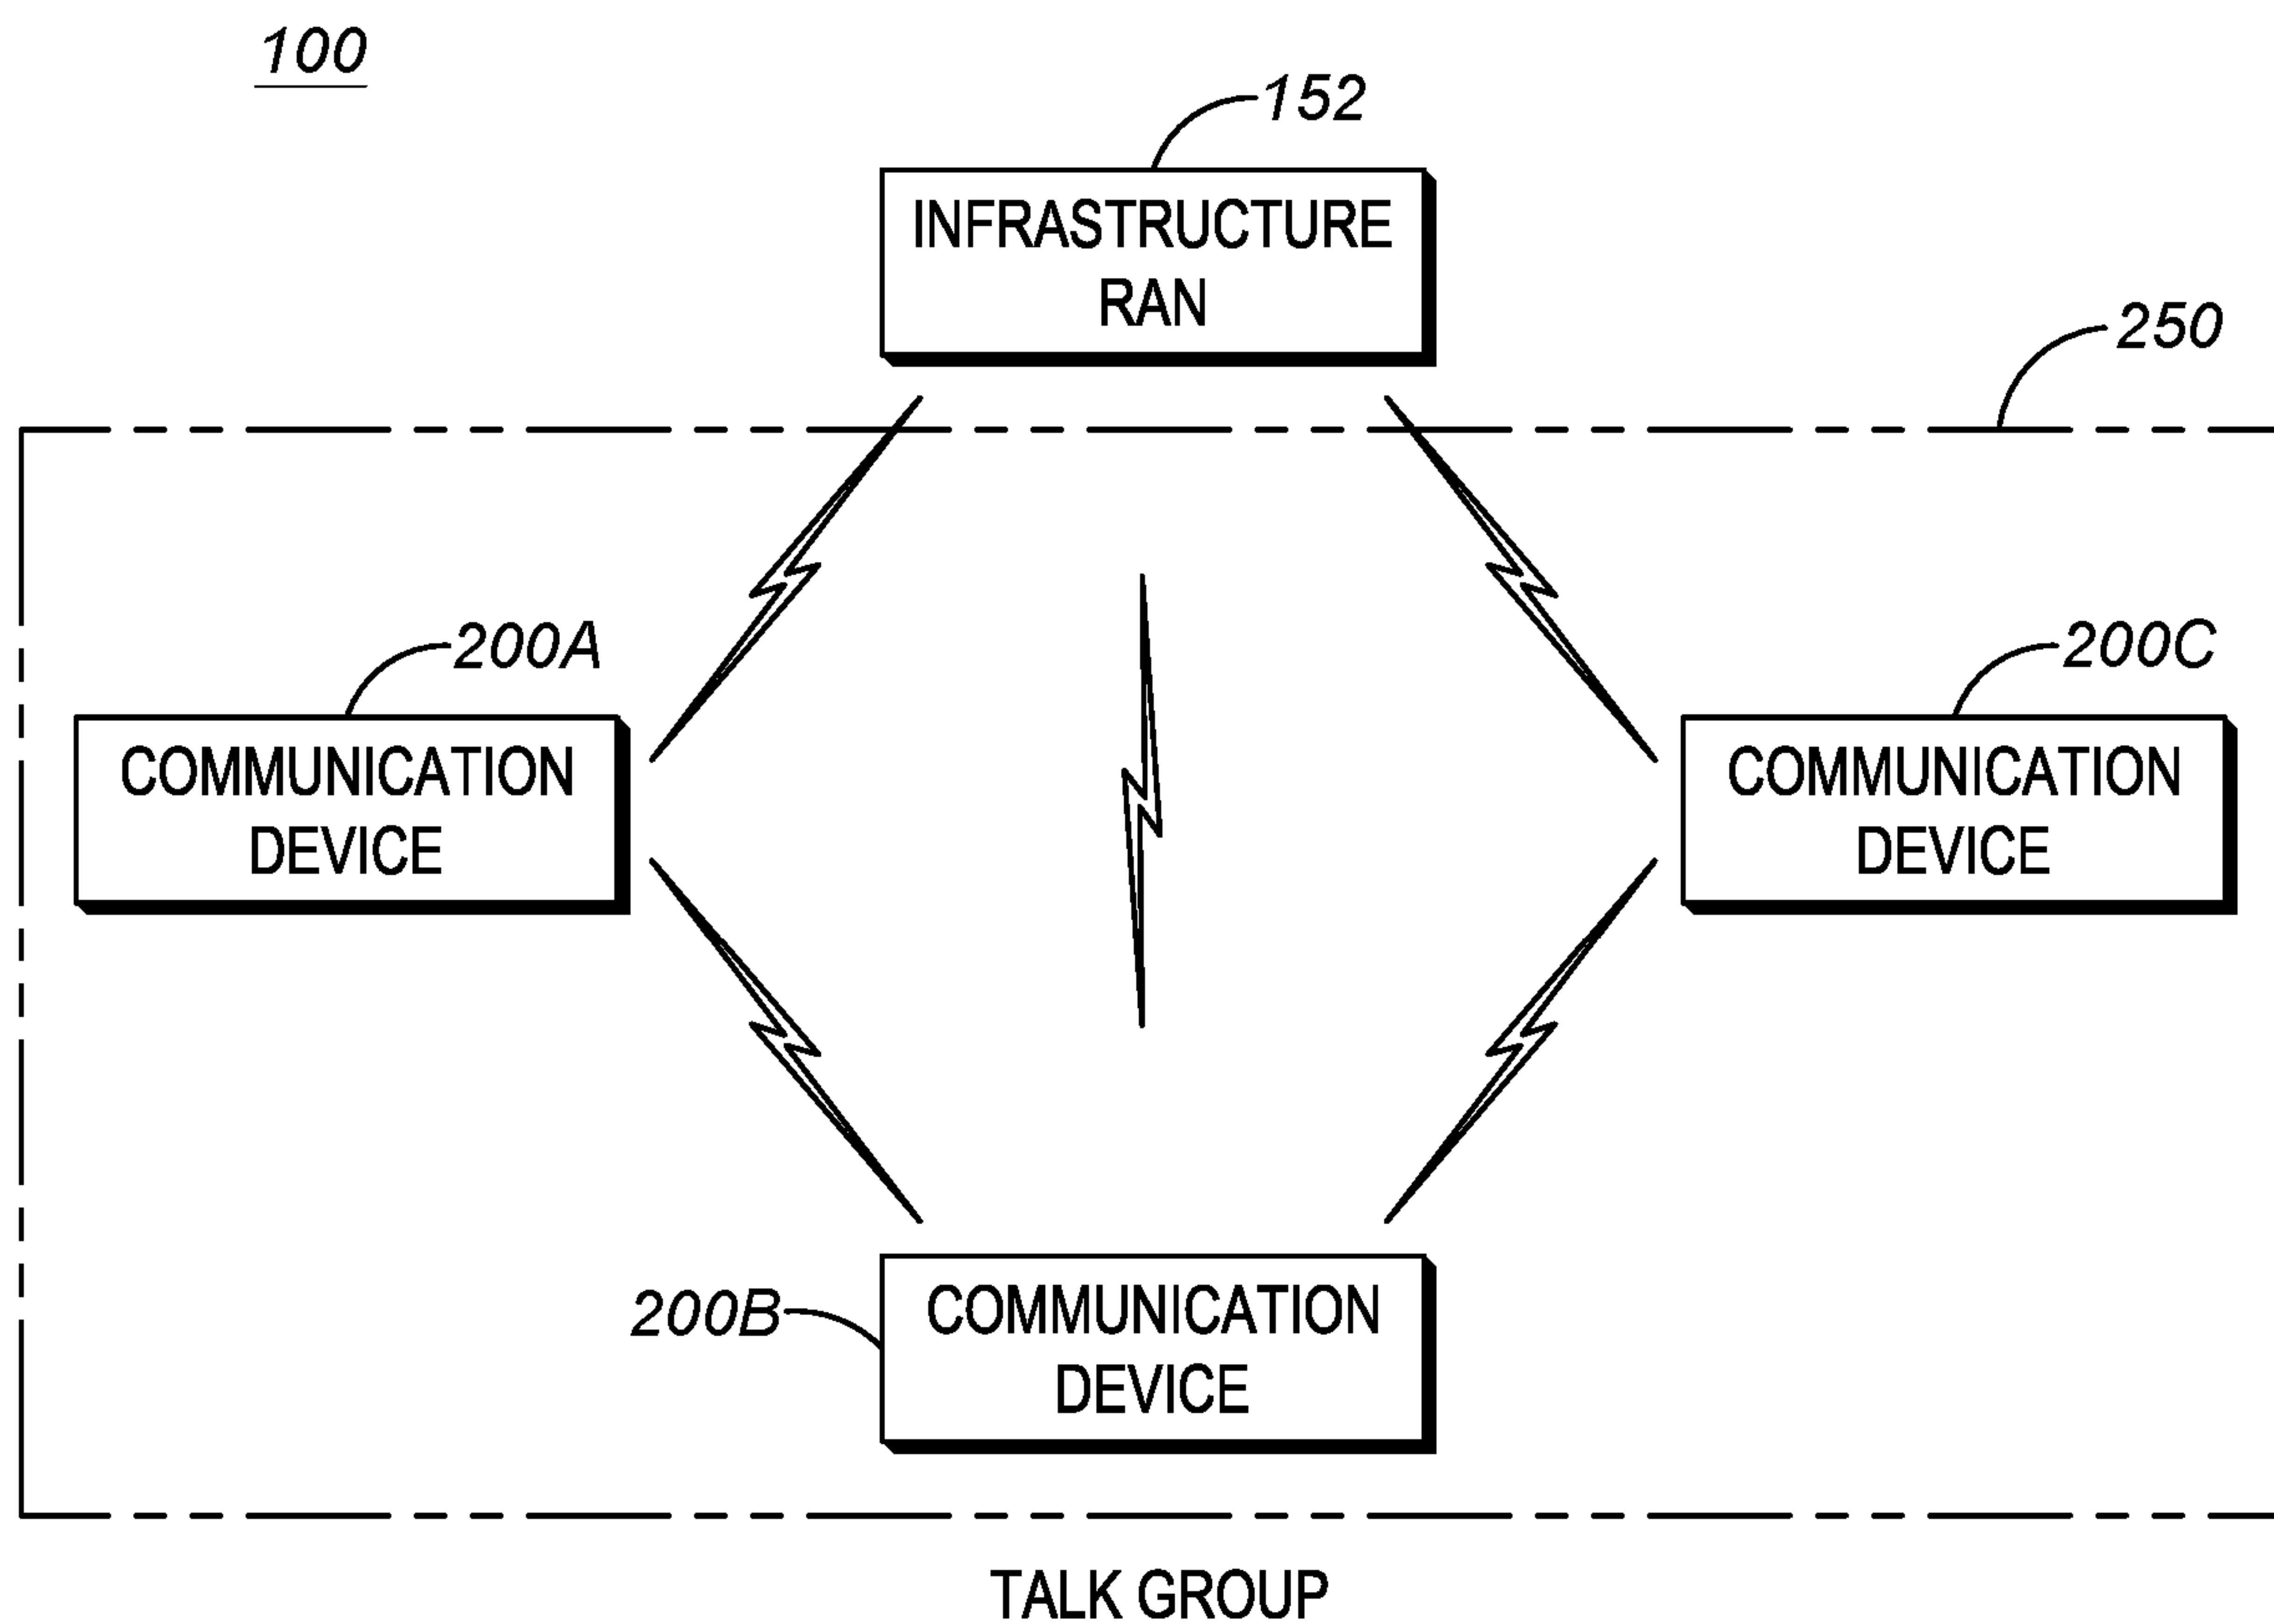 100
152
INFRASTRUCTURE
RAN
250
200A
200C
COMMUNICATION
DEVICE
COMMUNICATION
DEVICE
200B
COMMUNICATION
DEVICE
TALK GROUP